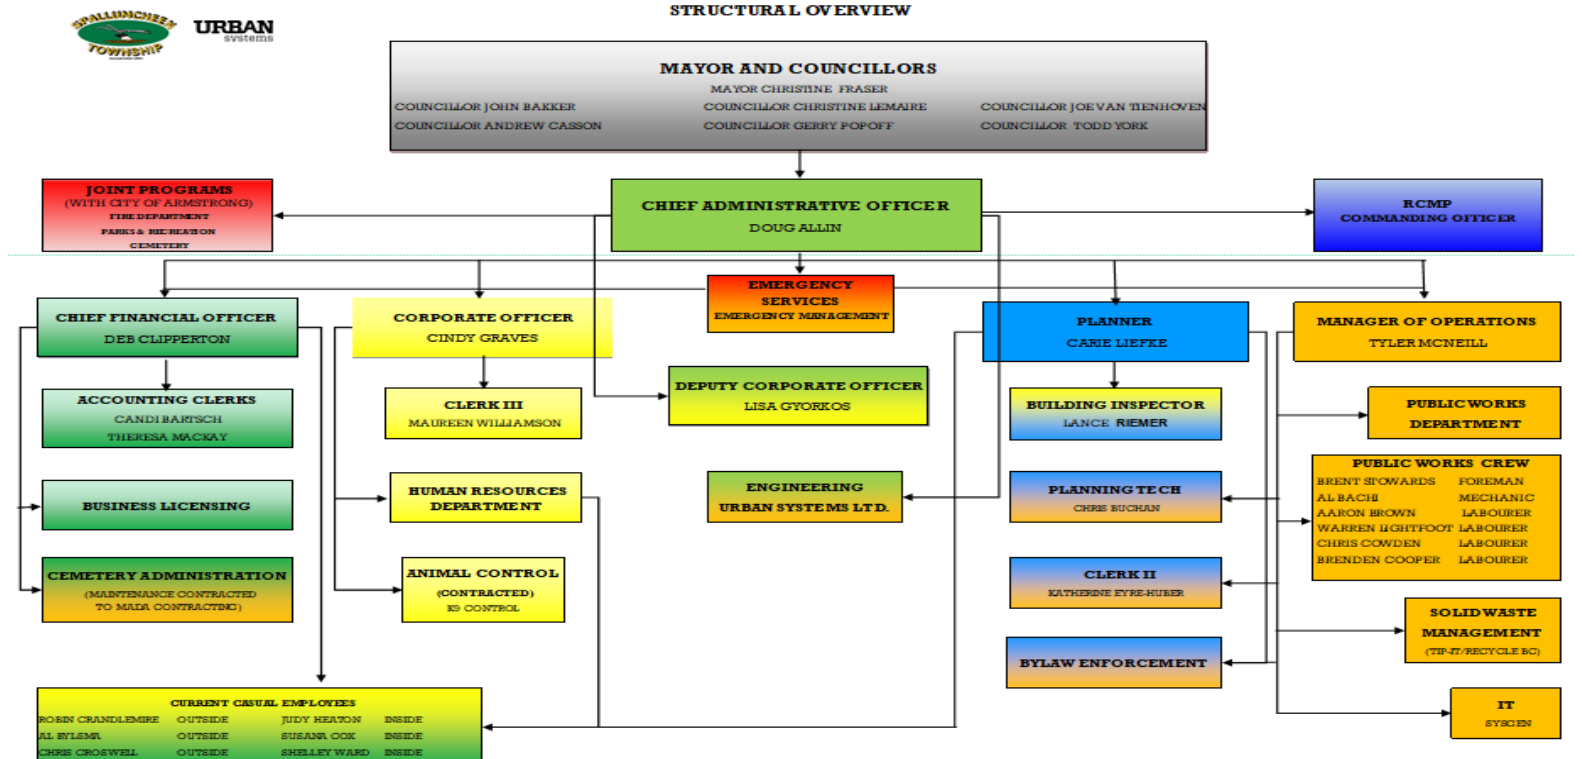 STRUCTURAL OVERVIEW
SPALLUMCHEEN
TOWNSHIP
URBAN
systems
MAYOR AND COUNCILLORS
MAYOR CHRISTINE FRASER
COUNCILLOR JOHN BAKKER
COUNCILLOR CHRISTINE LEMAIRE
COUNCILLOR JOE VAN TIENHOVEN
COUNCILLOR ANDREW CASSON
COUNCILLOR GERRY POPOFF
COUNCILLOR TODD YORK
JOINT PROGRAMS
(WITH CITY OF ARMSTRONG)
FIRE DEPARTMENT
PARKS & RECREATION
CEMETERY
CHIEF ADMINISTRATIVE OFFICER
DOUG ALLIN
RCMP
COMMANDING OFFICER
EMERGENCY
SERVICES
EMERGENCY MANAGEMENT
CHIEF FINANCIAL OFFICER
DEB CLIPPERTON
CORPORATE OFFICER
CINDY GRAVES
PLANNER
CARIE LIEFKE
MANAGER OF OPERATIONS
TYLER MCNEILL
ACCOUNTING CLERKS
CANDI BARTSCH
THERESA MACKAY
CLERK III
MAUREEN WILLIAMSON
DEPUTY CORPORATE OFFICER
LISA GYORKOS
BUILDING INSPECTOR
LANCE RIEMER
PUBLIC WORKS
DEPARTMENT
BUSINESS LICENSING
HUMAN RESOURCES
DEPARTMENT
ENGINEERING
URBAN SYSTEMS LTD.
PLANNING TECH
CHRIS BUCHAN
PUBLIC WORKS CREW
BRENT STOWARDS FOREMAN
AL BACHI MECHANIC
AARON BROWN LABOURER
WARREN LIGHTFOOT LABOURER
CHRIS COWDEN LABOURER
BRENDEN COOPER LABOURER
CEMETERY ADMINISTRATION
(MAINTENANCE CONTRACTED
TO MADA CONTRACTING)
ANIMAL CONTROL
(CONTRACTED)
K9 CONTROL
CLERK II
KATHERINE EYRE-HUBER
SOLID WASTE
MANAGEMENT
(TIP-IT/RECYCLE BC)
BYLAW ENFORCEMENT
IT
SYSCEN
CURRENT CASUAL EMPLOYEES
ROBIN CRANDLEMIRE OUTSIDE JUDY HEATON INSIDE
AL BYLSMA OUTSIDE SUSANA COX INSIDE
CHRIS CROSWELL OUTSIDE SHELLEY WARD INSIDE